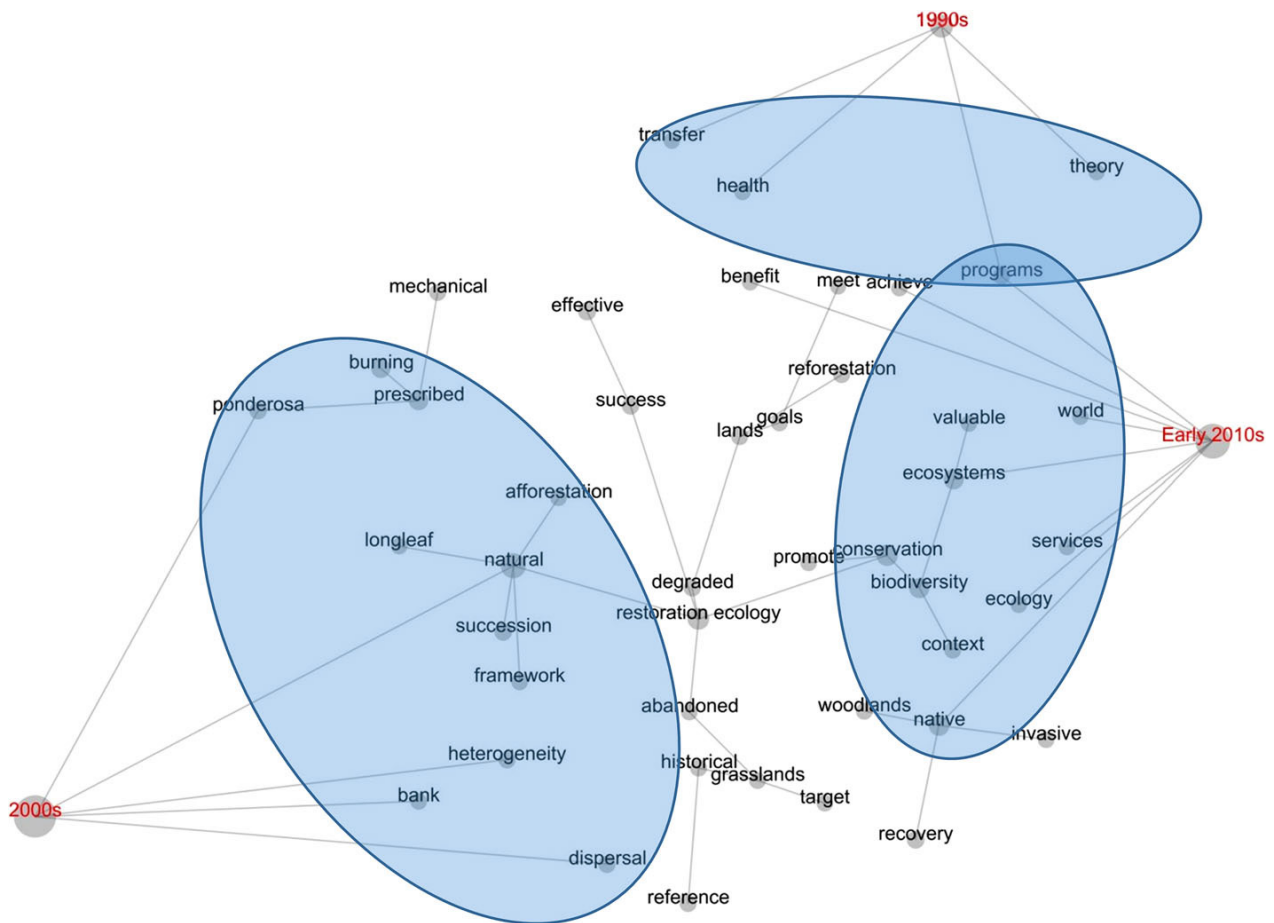 1990s
transfer
theory
health
programs
benefit
meet
achieve
mechanical
effective
burning
prescribed
ponderosa
reforestation
success
goals
lands
valuable
world
Early 2010s
ecosystems
afforestation
longleaf
natural
services
conservation
promote
biodiversity
degraded
ecology
restoration ecology
succession
context
framework
abandoned
woodlands
native
invasive
heterogeneity
historical
grasslands
bank
target
2000s
recovery
dispersal
reference